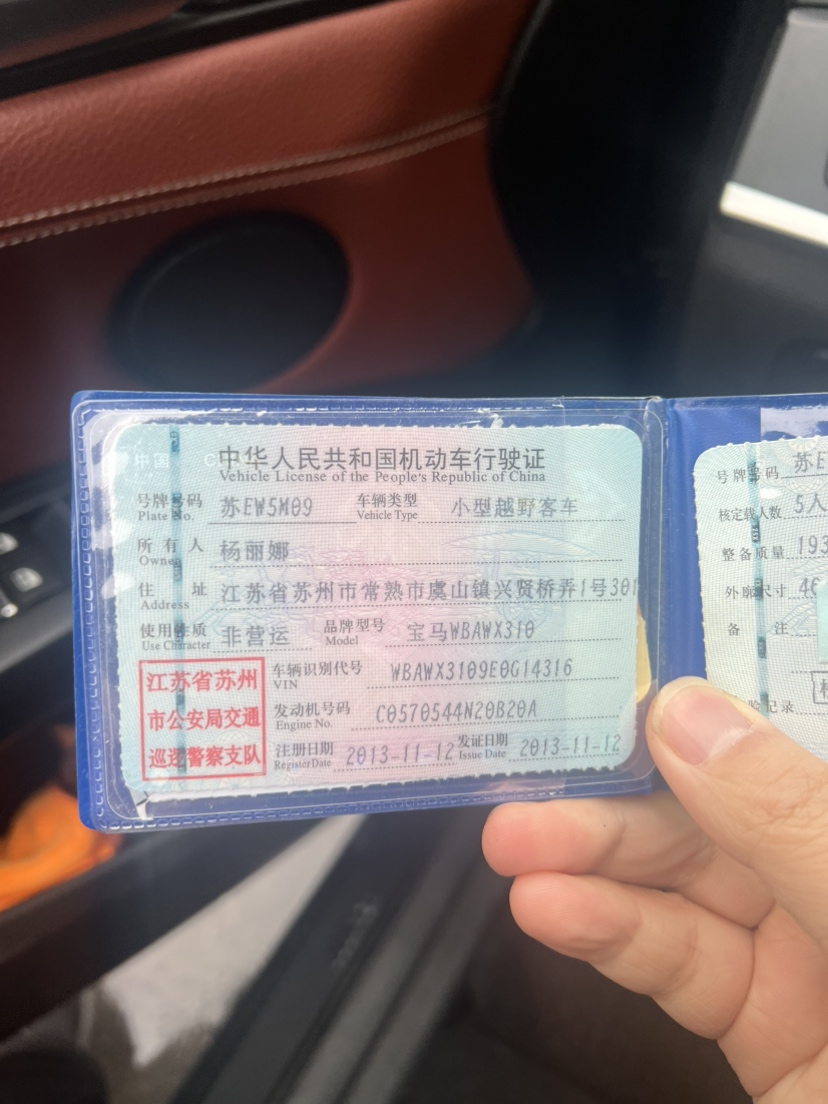 中国
中华人民共和国机动车行驶证
Vehicle License of the People's Republic of China
号牌号码 苏EW5M09 车辆类型 小型越野客车
Plate No. Vehicle Type
所有人 杨丽娜
Owner
住址 江苏省苏州市常熟市虞山镇兴贤桥弄1号301
Address
使用性质 非营运 品牌型号 宝马WBAWX310
Use Character Model
江苏省苏州
市公安局交通
巡逻警察支队
车辆识别代号 WBAWX3109E0G14316
VIN
发动机号码 C0570544N20B20A
Engine No.
注册日期 2013-11-12 发证日期 2013-11-12
Register Date Issue Date
号牌号码 苏E
核定载人数 5人
整备质量 193
外廓尺寸 46
备注
验记录